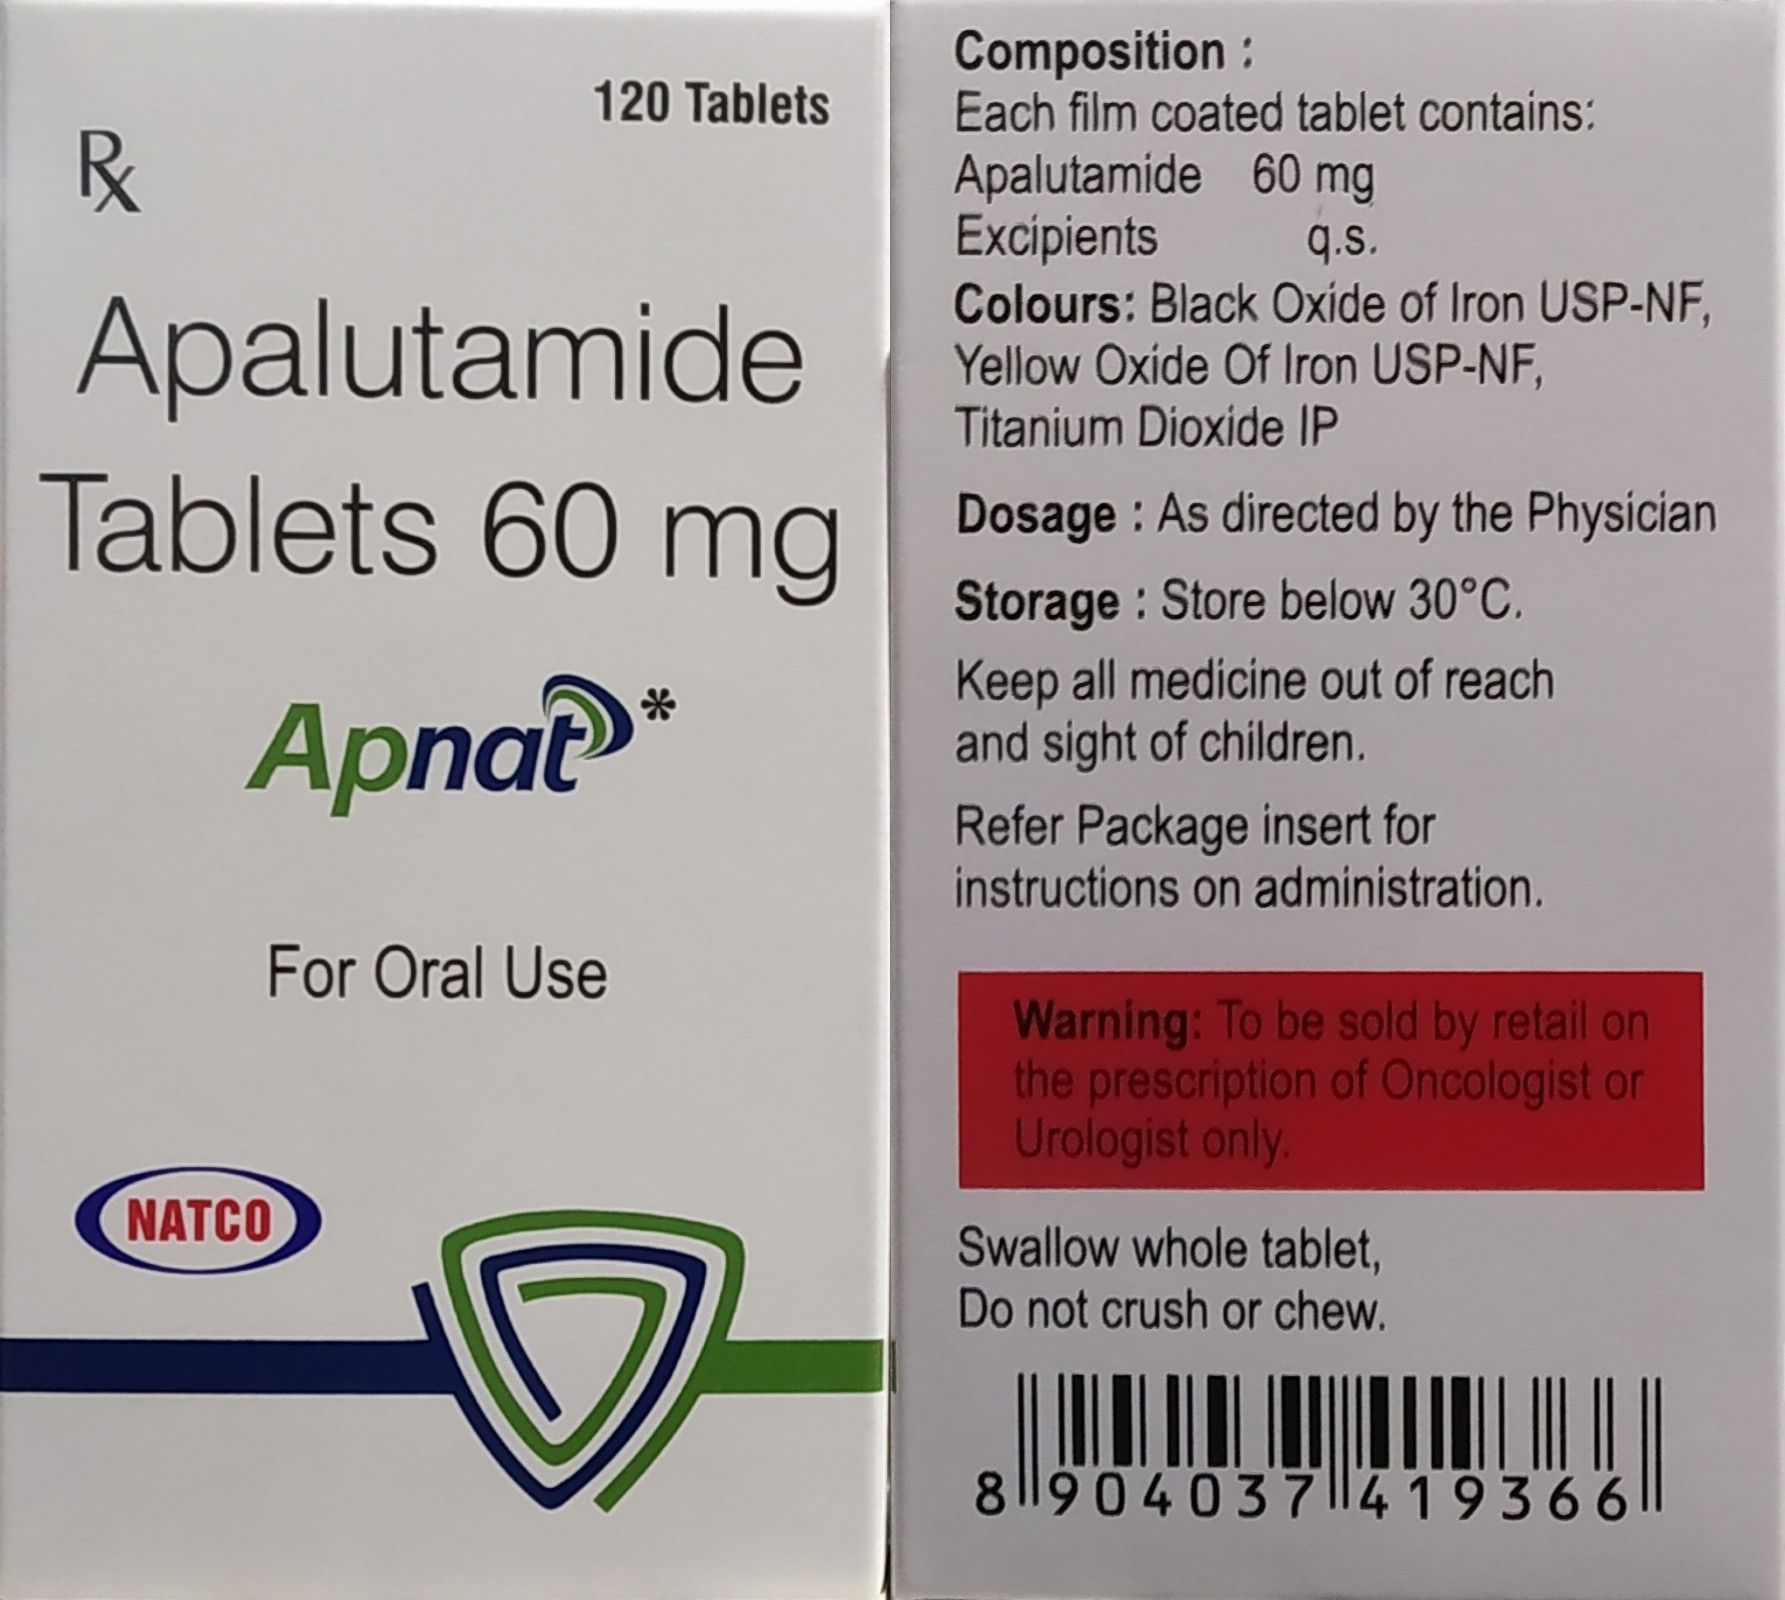 120 Tablets
Rx
Apalutamide
Tablets 60 mg
Apnat*
For Oral Use
NATCO
Composition :
Each film coated tablet contains:
Apalutamide 60 mg
Excipients q.s.
Colours: Black Oxide of Iron USP-NF,
Yellow Oxide Of Iron USP-NF,
Titanium Dioxide IP
Dosage : As directed by the Physician
Storage : Store below 30°C.
Keep all medicine out of reach
and sight of children.
Refer Package insert for
instructions on administration.
Warning: To be sold by retail on
the prescription of Oncologist or
Urologist only.
Swallow whole tablet,
Do not crush or chew.
8 904037 419366